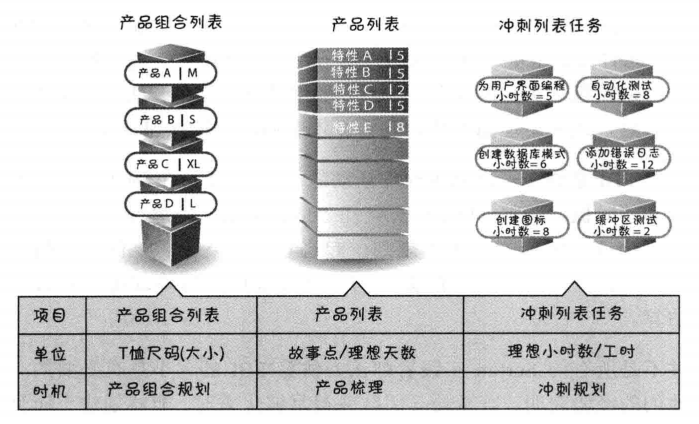 产品组合列表
产品列表
冲刺列表任务
产品A | M
产品B | S
产品C | XL
产品D | L
特性A | 5
特性B | 5
特性C | 2
特性D | 5
特性E | 8
为用户界面编程
小时数=5
自动化测试
小时数=8
创建数据库模式
小时数=6
添加错误日志
小时数=12
创建图标
小时数=8
缓冲区测试
小时数=2
项目 产品组合列表 产品列表 冲刺列表任务
单位 T恤尺码(大小) 故事点/理想天数 理想小时数/工时
时机 产品组合规划 产品梳理 冲刺规划